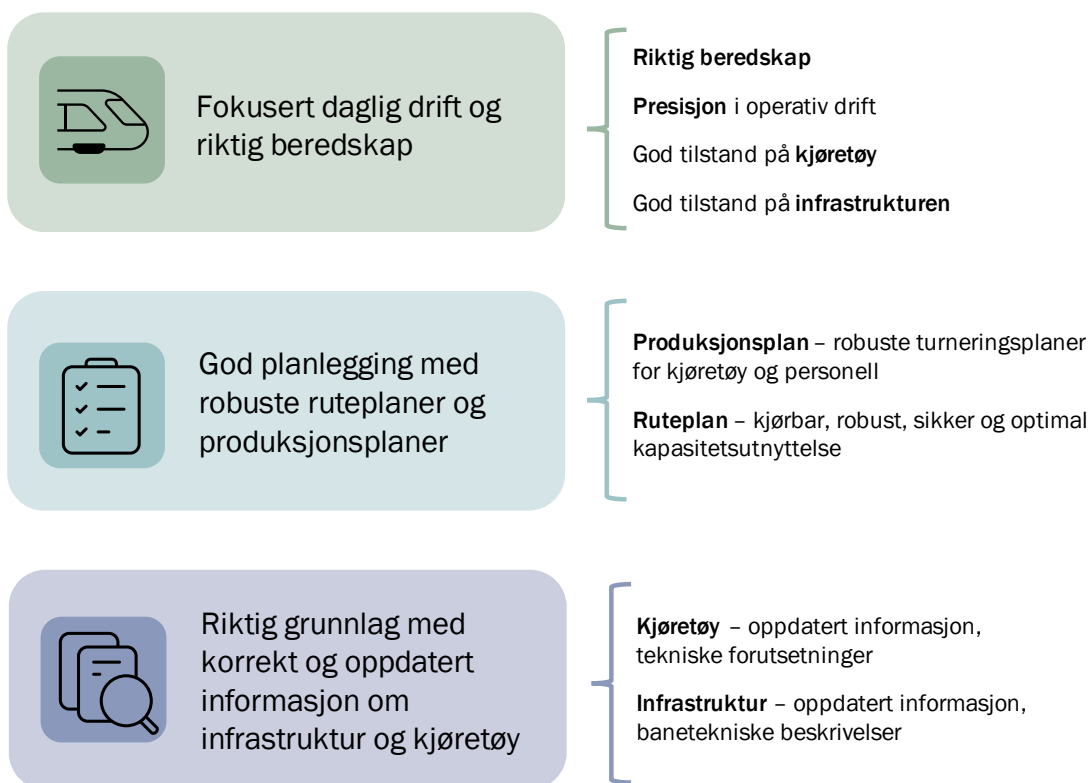 Fokusert daglig drift og
riktig beredskap
Riktig beredskap
Presisjon i operativ drift
God tilstand på kjøretøy
God tilstand på infrastrukturen
God planlegging med
robuste ruteplaner og
produksjonsplaner
Produksjonsplan – robuste turneringsplaner
for kjøretøy og personell
Ruteplan – kjørbar, robust, sikker og optimal
kapasitetsutnyttelse
Riktig grunnlag med
korrekt og oppdatert
informasjon om
infrastruktur og kjøretøy
Kjøretøy – oppdatert informasjon,
tekniske forutsetninger
Infrastruktur – oppdatert informasjon,
banetekniske beskrivelser